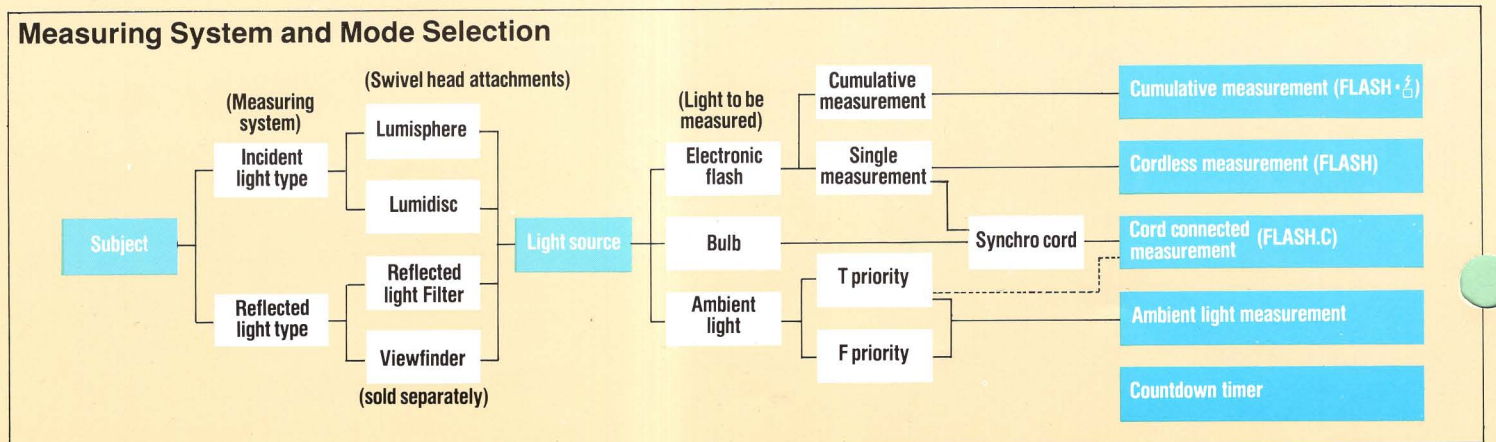 Measuring System and Mode Selection
(Swivel head attachments)
(Measuring
system)
Incident
light type
Lumisphere
Lumidisc
Subject
Reflected
light type
Reflected
light Filter
Viewfinder
(sold separately)
Light source
(Light to be
measured)
Electronic
flash
Bulb
Ambient
light
Cumulative
measurement
Single
measurement
T priority
F priority
Synchro cord
Cumulative measurement (FLASH・)
Cordless measurement (FLASH)
Cord connected
measurement (FLASH.C)
Ambient light measurement
Countdown timer